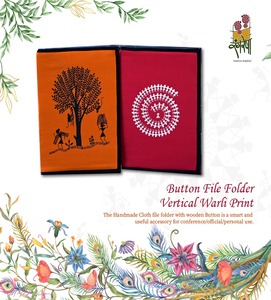 Button File Folder
Vertical Warli Print
The Handmade Cloth file folder with wooden Button is a smart and
useful accessory for conference/official/personal use.